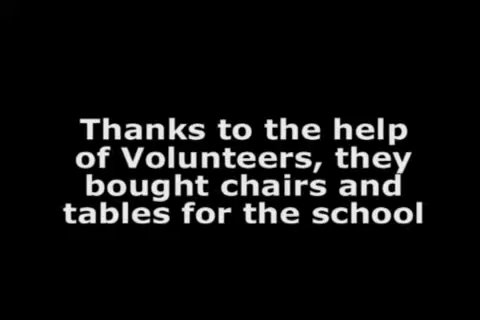 Thanks to the help
of Volunteers, they
bought chairs and
tables for the school